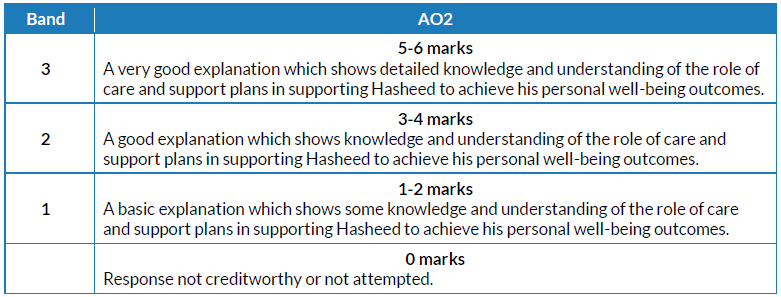 Band AO2
5-6 marks
3 A very good explanation which shows detailed knowledge and understanding of the role of
care and support plans in supporting Hasheed to achieve his personal well-being outcomes.
3-4 marks
2 A good explanation which shows knowledge and understanding of the role of care and
support plans in supporting Hasheed to achieve his personal well-being outcomes.
1-2 marks
1 A basic explanation which shows some knowledge and understanding of the role of care
and support plans in supporting Hasheed to achieve his personal well-being outcomes.
0 marks
Response not creditworthy or not attempted.